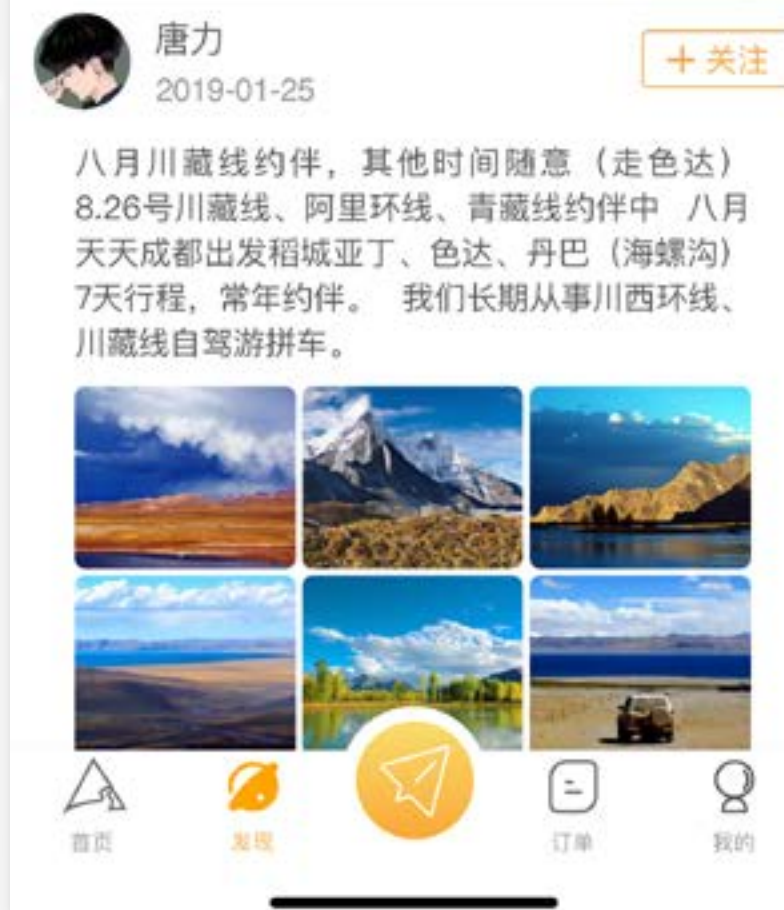 唐力
2019-01-25
+ 关注
八月川藏线约伴，其他时间随意（走色达）
8.26号川藏线、阿里环线、青藏线约伴中 八月
天天成都出发稻城亚丁、色达、丹巴（海螺沟）
7天行程，常年约伴。 我们长期从事川西环线、
川藏线自驾游拼车。
首页
发现
订单
我的